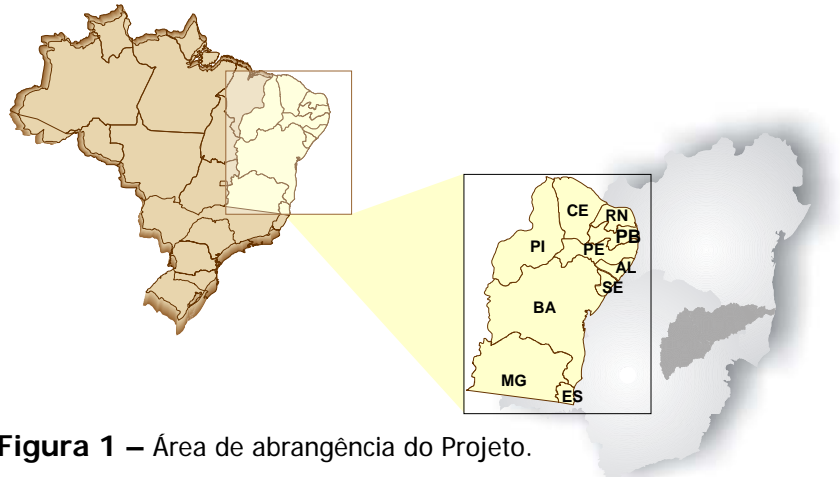 CE
RN
PB
PI
PE
AL
SE
BA
MG
ES
Figura 1 – Área de abrangência do Projeto.